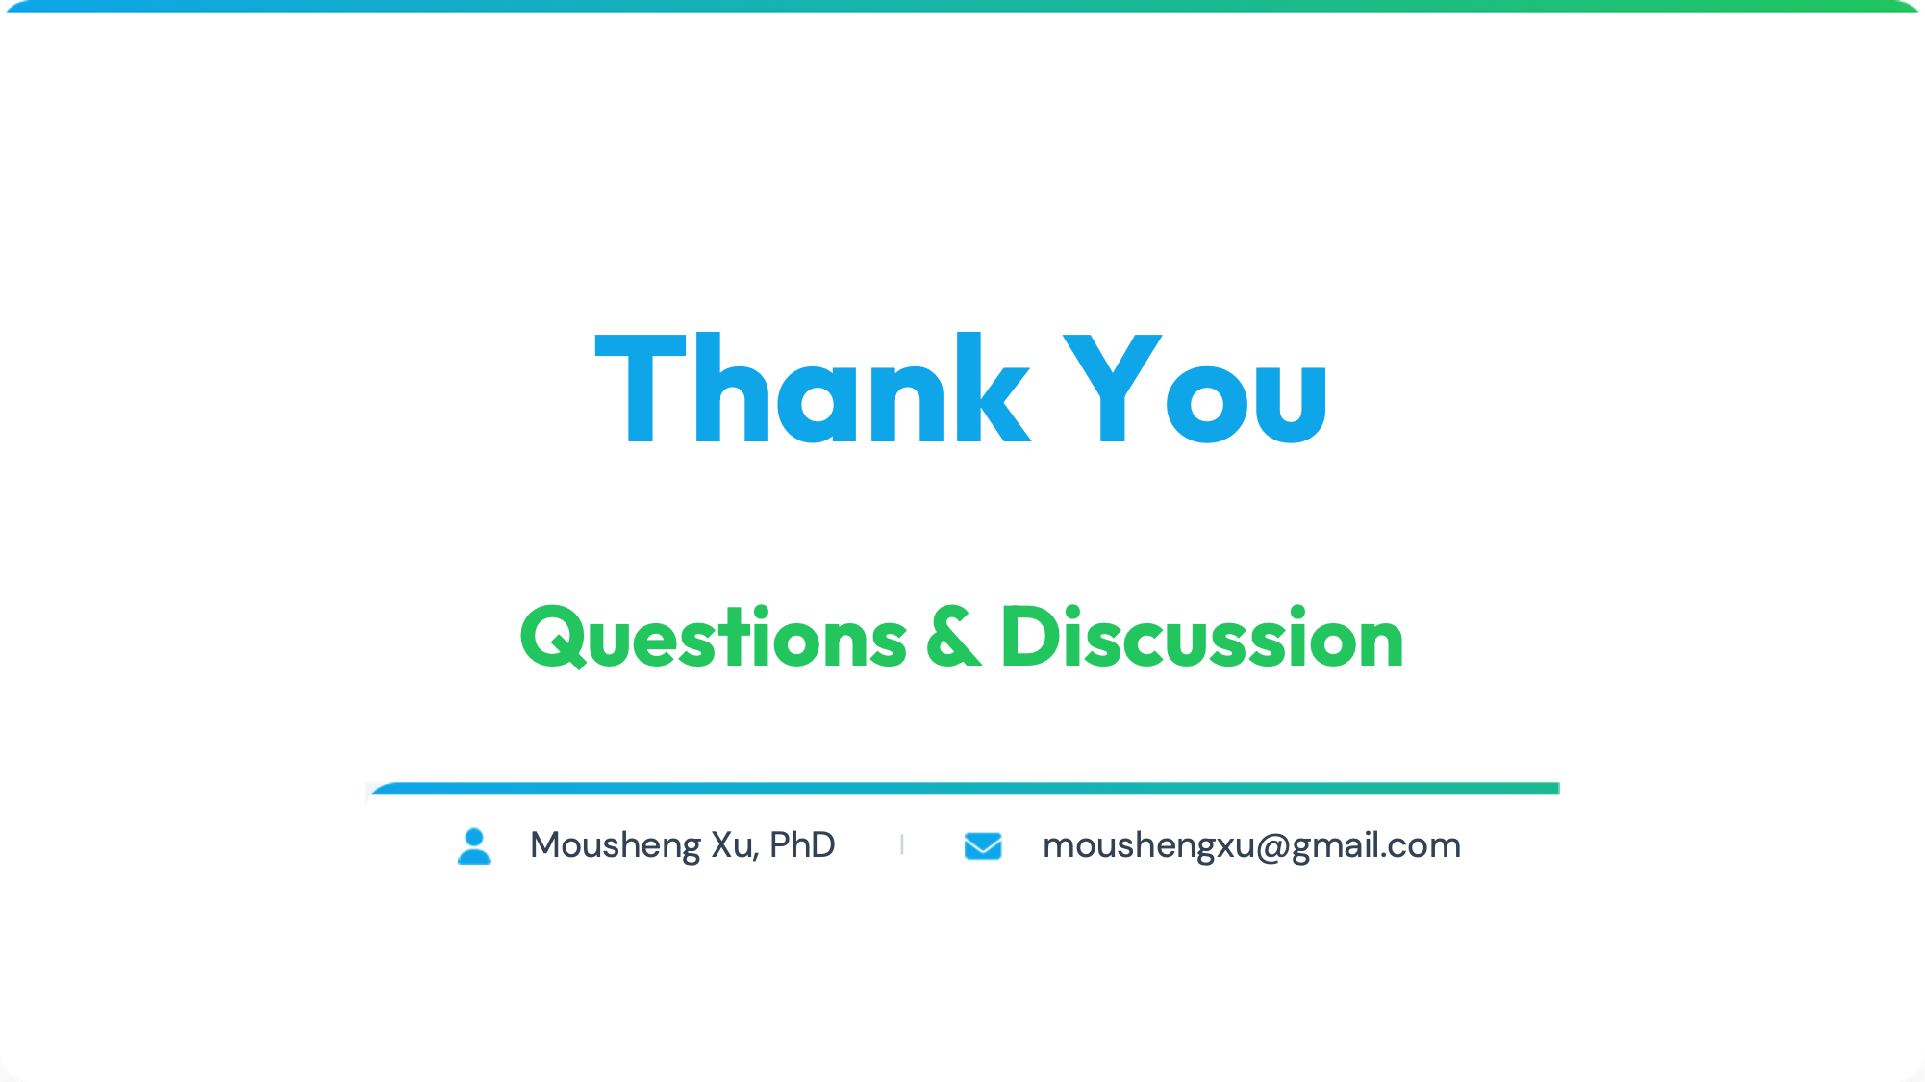 Thank You
Questions & Discussion
Mousheng Xu, PhD | moushengxu@gmail.com